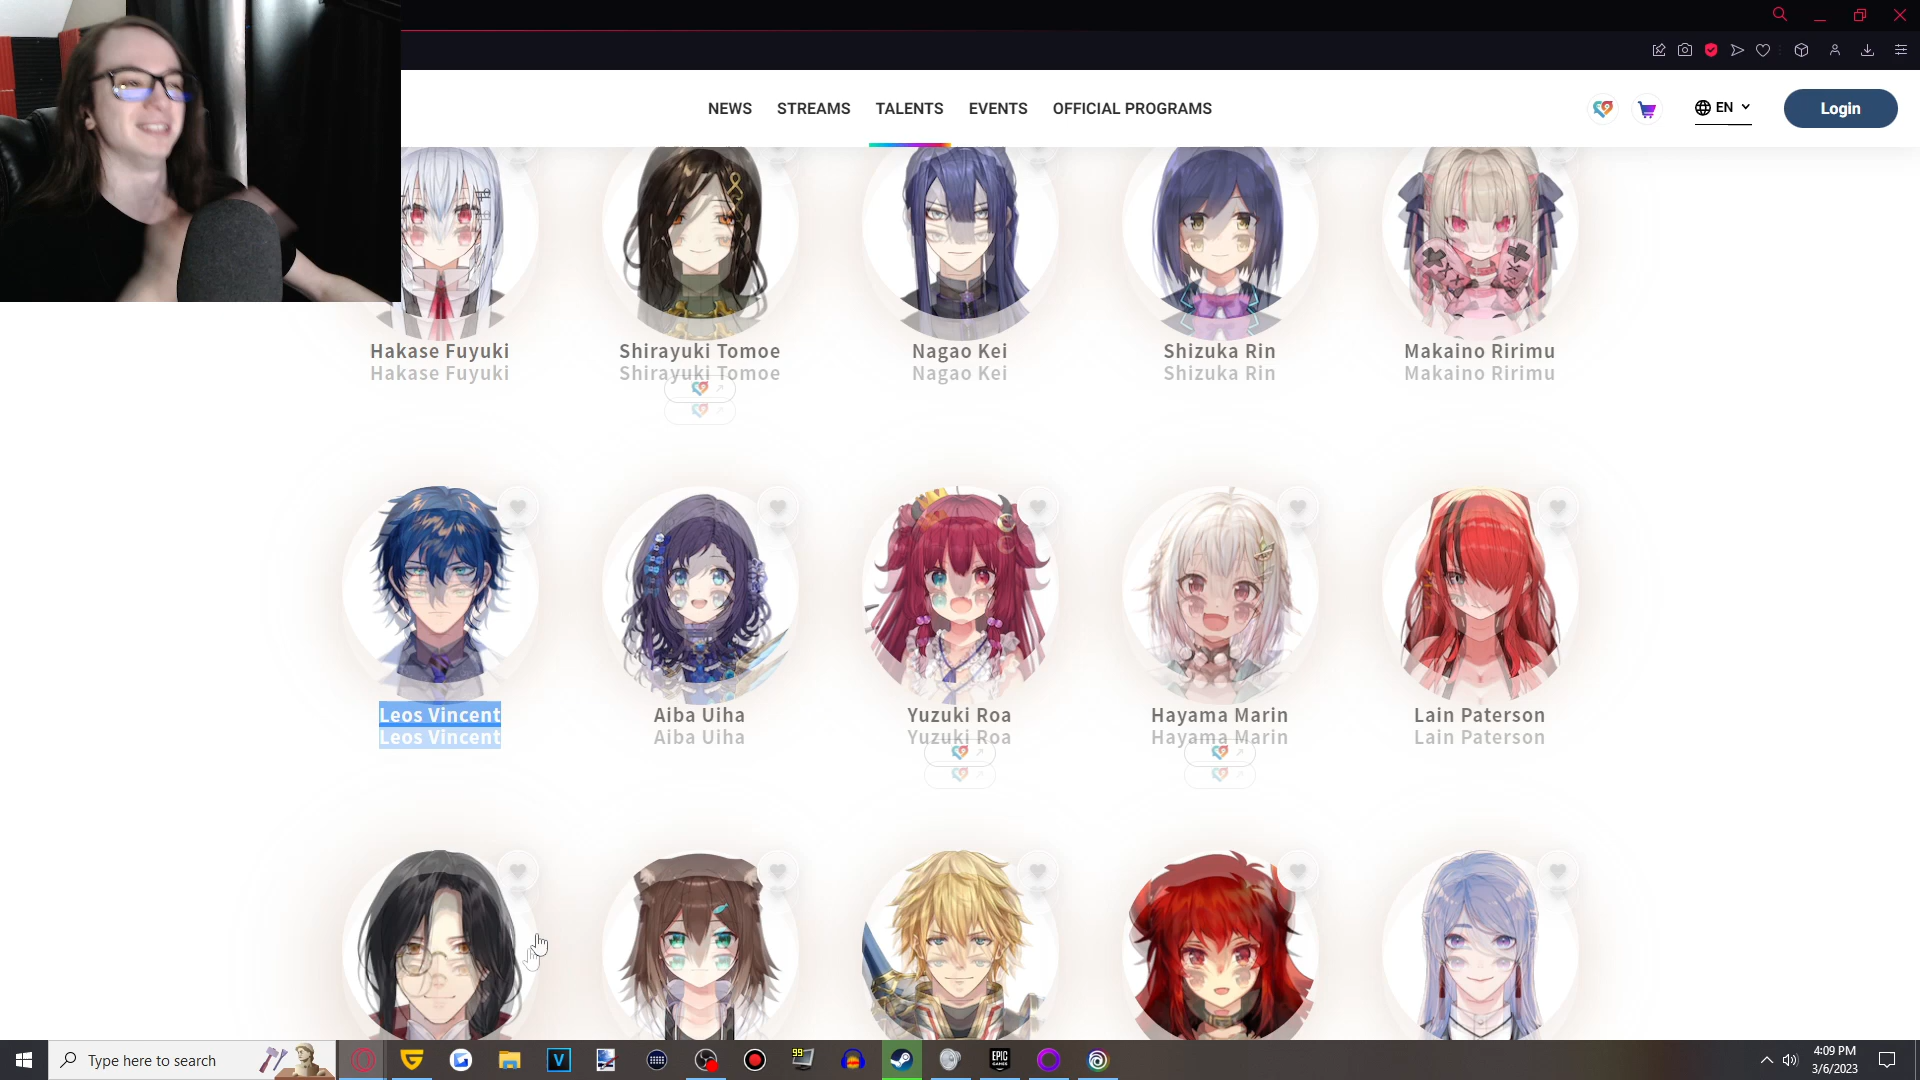 NEWS STREAMS TALENTS EVENTS OFFICIAL PROGRAMS EN Login
Hakase Fuyuki Shirayuki Tomoe Nagao Kei Shizuka Rin Makaino Ririmu
Hakase Fuyuki Shirayuki Tomoe Nagao Kei Shizuka Rin Makaino Ririmu
Leos Vincent Aiba Uiha Yuzuki Roa Hayama Marin Lain Paterson
Leos Vincent Aiba Uiha Yuzuki Roa Hayama Marin Lain Paterson
Type here to search V 99 EPIC GAMES 4:09 PM
3/6/2023